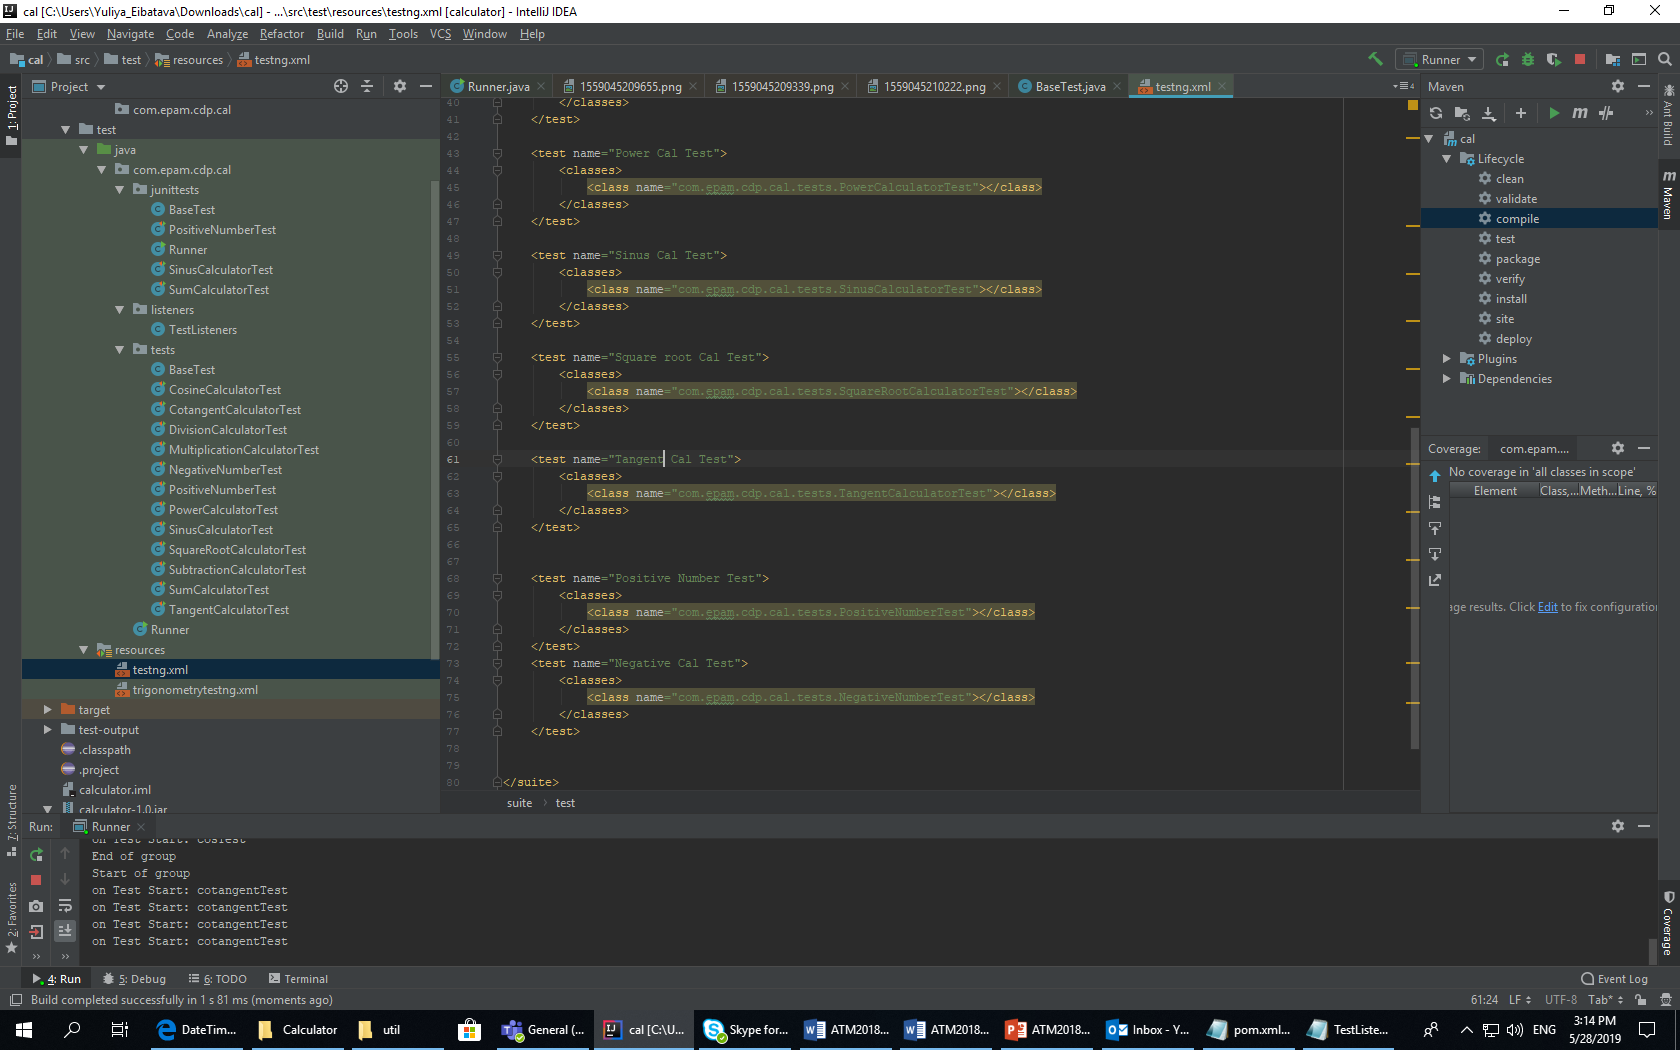 cal [C:\Users\Yuliya_Eibatava\Downloads\cal] - ...\src\test\resources\testng.xml [calculator] - IntelliJ IDEA
File Edit View Navigate Code Analyze Refactor Build Run Tools VCS Window Help
cal src test resources testng.xml
Runner
1: Project
Project
com.epam.cdp.cal
test
java
com.epam.cdp.cal
junittests
BaseTest
PositiveNumberTest
Runner
SinusCalculatorTest
SumCalculatorTest
listeners
TestListeners
tests
BaseTest
CosineCalculatorTest
CotangentCalculatorTest
DivisionCalculatorTest
MultiplicationCalculatorTest
NegativeNumberTest
PositiveNumberTest
PowerCalculatorTest
SinusCalculatorTest
SquareRootCalculatorTest
SubtractionCalculatorTest
SumCalculatorTest
TangentCalculatorTest
Runner
resources
testng.xml
trigonometrytestng.xml
target
test-output
.classpath
.project
calculator.iml
calculator-1.0.jar
7: Structure
2: Favorites
Runner.java 1559045209655.png 1559045209339.png 1559045210222.png BaseTest.java testng.xml
40 </classes>
41 </test>
42
43 <test name="Power Cal Test">
44 <classes>
45 <class name="com.epam.cdp.cal.tests.PowerCalculatorTest"></class>
46 </classes>
47 </test>
48
49 <test name="Sinus Cal Test">
50 <classes>
51 <class name="com.epam.cdp.cal.tests.SinusCalculatorTest"></class>
52 </classes>
53 </test>
54
55 <test name="Square root Cal Test">
56 <classes>
57 <class name="com.epam.cdp.cal.tests.SquareRootCalculatorTest"></class>
58 </classes>
59 </test>
60
61 <test name="Tangent Cal Test">
62 <classes>
63 <class name="com.epam.cdp.cal.tests.TangentCalculatorTest"></class>
64 </classes>
65 </test>
66
67
68 <test name="Positive Number Test">
69 <classes>
70 <class name="com.epam.cdp.cal.tests.PositiveNumberTest"></class>
71 </classes>
72 </test>
73 <test name="Negative Cal Test">
74 <classes>
75 <class name="com.epam.cdp.cal.tests.NegativeNumberTest"></class>
76 </classes>
77 </test>
78
79
80 </suite>
suite test
4
Maven
cal
Lifecycle
clean
validate
compile
test
package
verify
install
site
deploy
Plugins
Dependencies
Ant Build
m Maven
Coverage: com.epam....
No coverage in 'all classes in scope'
Element Class,... Meth... Line, %
age results. Click Edit to fix configuration
Coverage
Run: Runner
on Test Start: cosTest
End of group
Start of group
on Test Start: cotangentTest
on Test Start: cotangentTest
on Test Start: cotangentTest
on Test Start: cotangentTest
4: Run 5: Debug 6: TODO Terminal Event Log
Build completed successfully in 1 s 81 ms (moments ago) 61:24 LF UTF-8 Tab*
DateTim... Calculator util General (... cal [C:\U... Skype for... ATM2018... ATM2018... ATM2018... Inbox - Y... pom.xml... TestListe... ENG
3:14 PM
5/28/2019